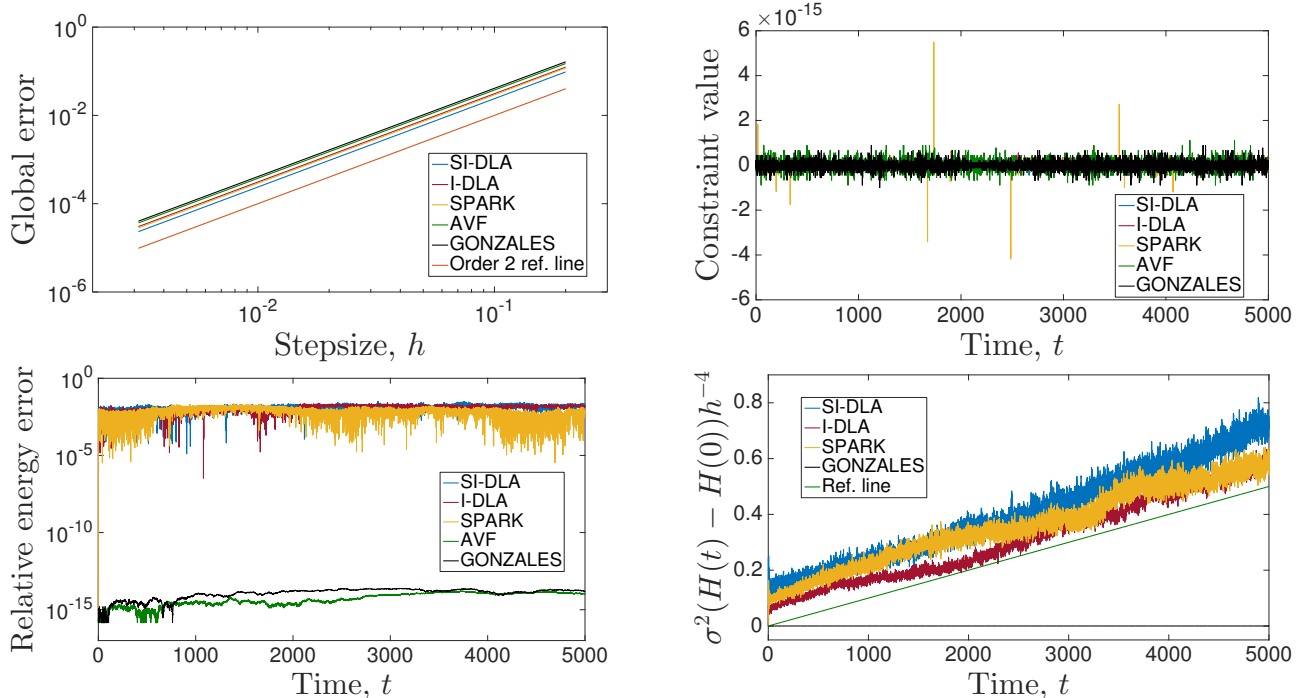 10^0
10^-2
10^-4
10^-6
Global error
SI-DLA
I-DLA
SPARK
AVF
GONZALES
Order 2 ref. line
10^-2
10^-1
Stepsize, h
×10^-15
6
4
2
0
-2
-4
-6
Constraint value
SI-DLA
I-DLA
SPARK
AVF
GONZALES
0 1000 2000 3000 4000 5000
Time, t
10^0
10^-5
10^-10
10^-15
Relative energy error
SI-DLA
I-DLA
SPARK
AVF
GONZALES
0 1000 2000 3000 4000 5000
Time, t
0.8
0.6
0.4
0.2
0
σ^2(H(t) − H(0))h^−4
SI-DLA
I-DLA
SPARK
GONZALES
Ref. line
0 1000 2000 3000 4000 5000
Time, t